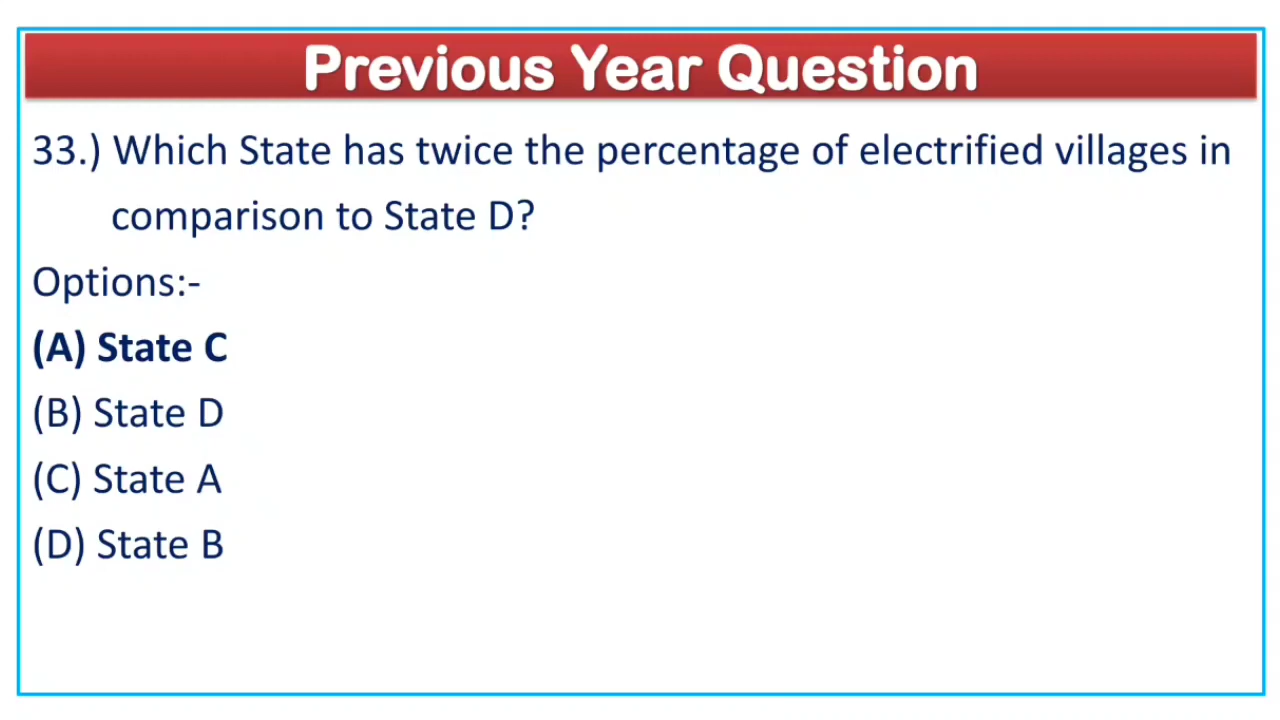 Previous Year Question
33.) Which State has twice the percentage of electrified villages in
comparison to State D?
Options:-
(A) State C
(B) State D
(C) State A
(D) State B